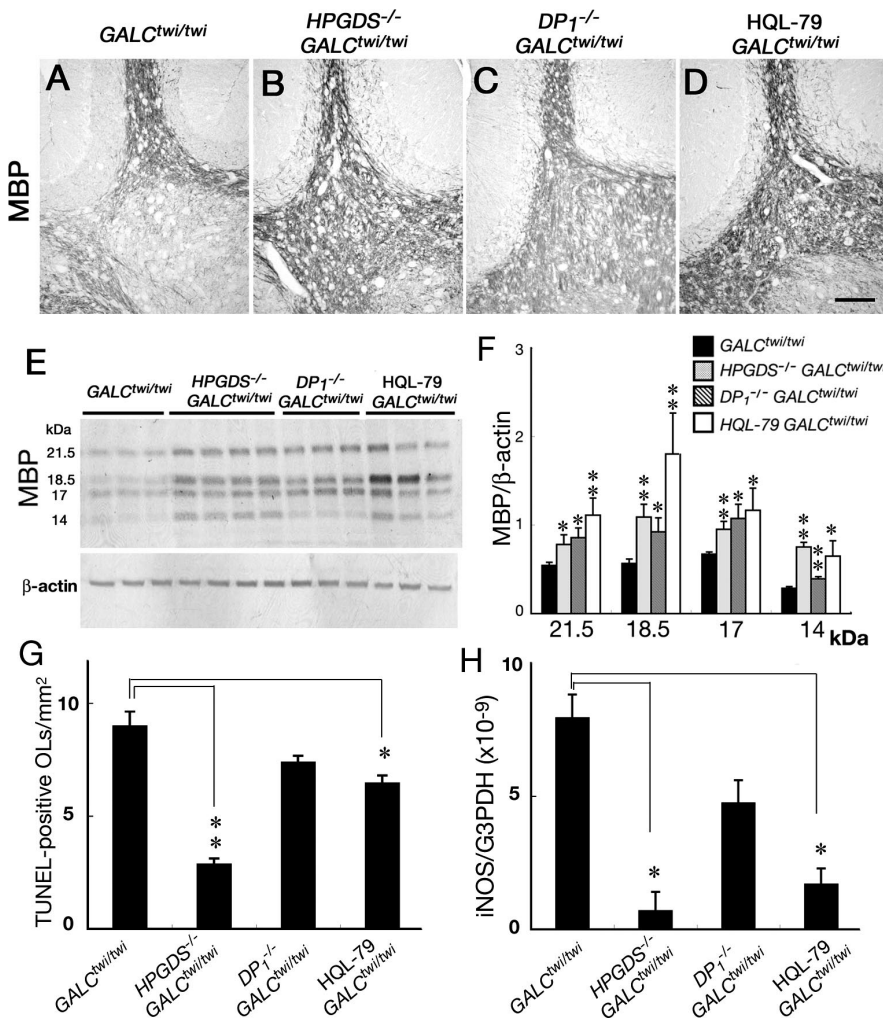 GALCtwi/twi
HPGDS-/-
GALCtwi/twi
DP1-/-
GALCtwi/twi
HQL-79
GALCtwi/twi
A
B
C
D
MBP
E
GALCtwi/twi
HPGDS-/-
GALCtwi/twi
DP1-/-
GALCtwi/twi
HQL-79
GALCtwi/twi
kDa
21.5
18.5
17
14
MBP
β-actin
F
GALCtwi/twi
HPGDS-/- GALCtwi/twi
DP1-/- GALCtwi/twi
HQL-79 GALCtwi/twi
MBP/β-actin
3
2
1
0
* * ** ** * ** ** * * ** ** *
21.5 18.5 17 14 kDa
G
TUNEL-positive OLs/mm2
10
5
0
**
*
GALCtwi/twi
HPGDS-/-
GALCtwi/twi
DP1-/-
GALCtwi/twi
HQL-79
GALCtwi/twi
H
iNOS/G3PDH (x10-9)
10
5
0
*
*
GALCtwi/twi
HPGDS-/-
GALCtwi/twi
DP1-/-
GALCtwi/twi
HQL-79
GALCtwi/twi